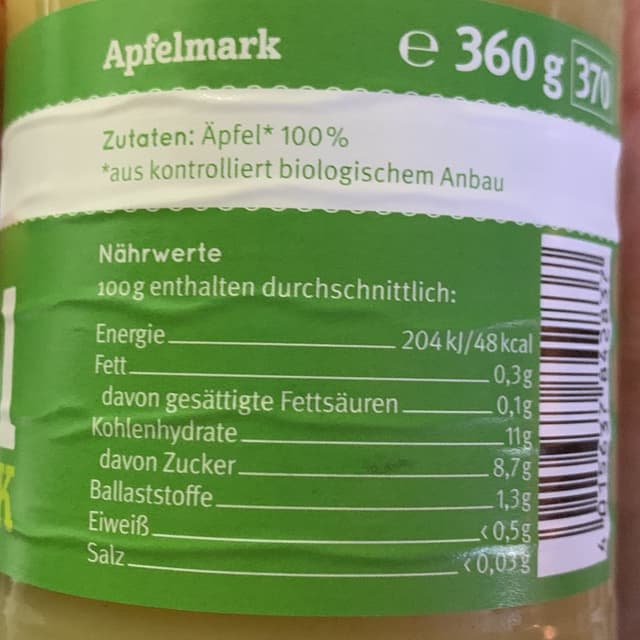 Apfelmark
℮ 360 g 370
Zutaten: Äpfel* 100%
*aus kontrolliert biologischem Anbau
Nährwerte
100g enthalten durchschnittlich:
Energie 204 kJ/48 kcal
Fett 0,3g
davon gesättigte Fettsäuren 0,1g
Kohlenhydrate 11g
davon Zucker 8,7g
Ballaststoffe 1,3g
Eiweiß <0,5g
Salz <0,03g